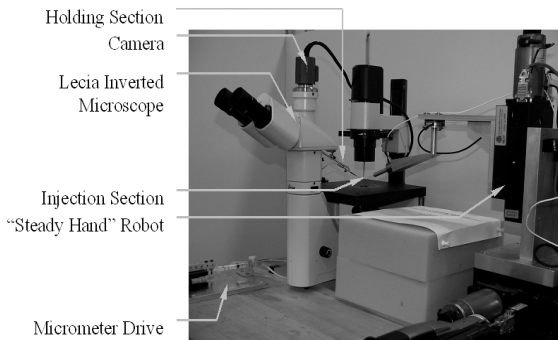 Holding Section
Camera
Lecia Inverted
Microscope
Injection Section
“Steady Hand” Robot
Micrometer Drive